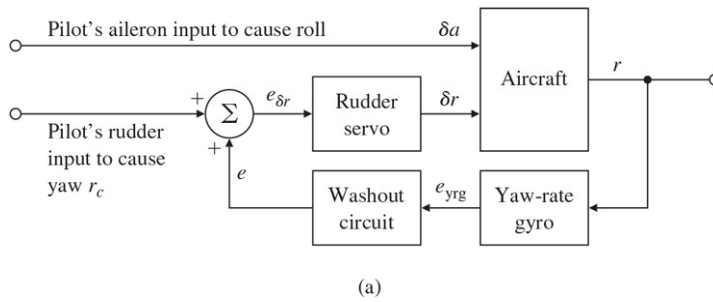 Pilot's aileron input to cause roll
δa
Aircraft
r
+
Σ
+
e_δr
Rudder
servo
δr
Pilot's rudder
input to cause
yaw r_c
e
Washout
circuit
e_yrg
Yaw-rate
gyro
(a)